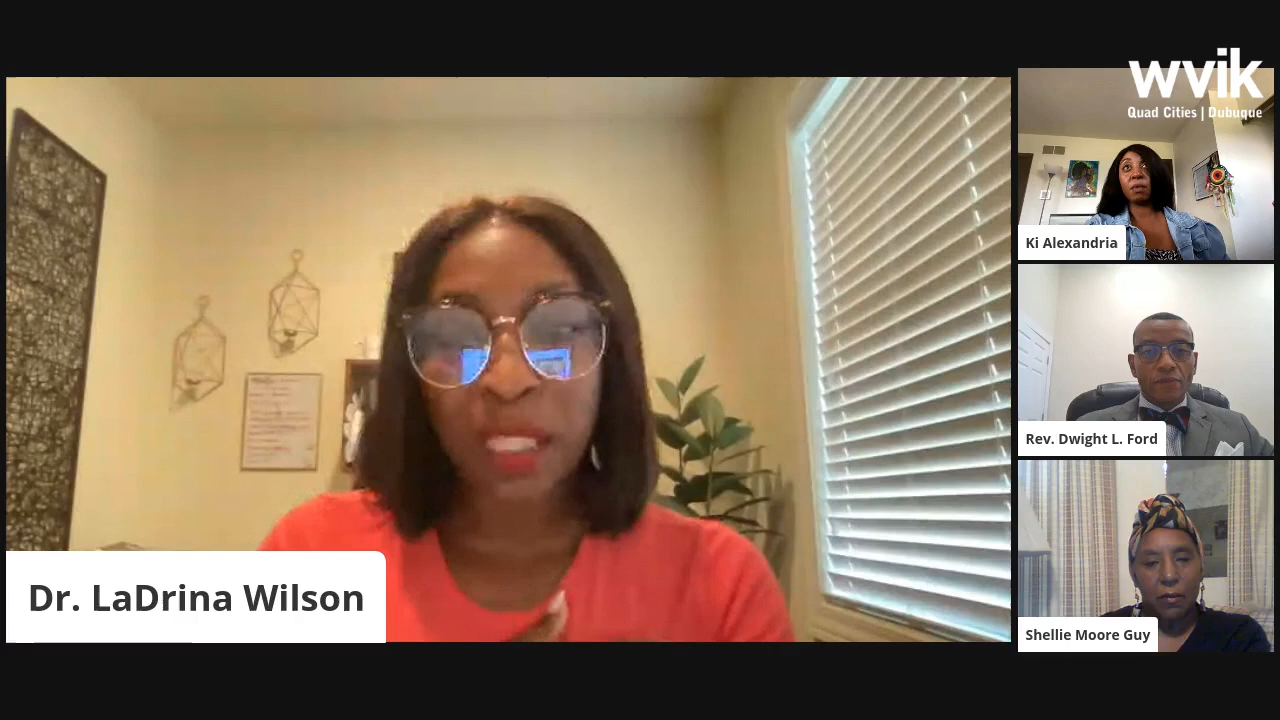 wvik
Quad Cities | Dubuque
Ki Alexandria
Rev. Dwight L. Ford
Dr. LaDrina Wilson
Shellie Moore Guy